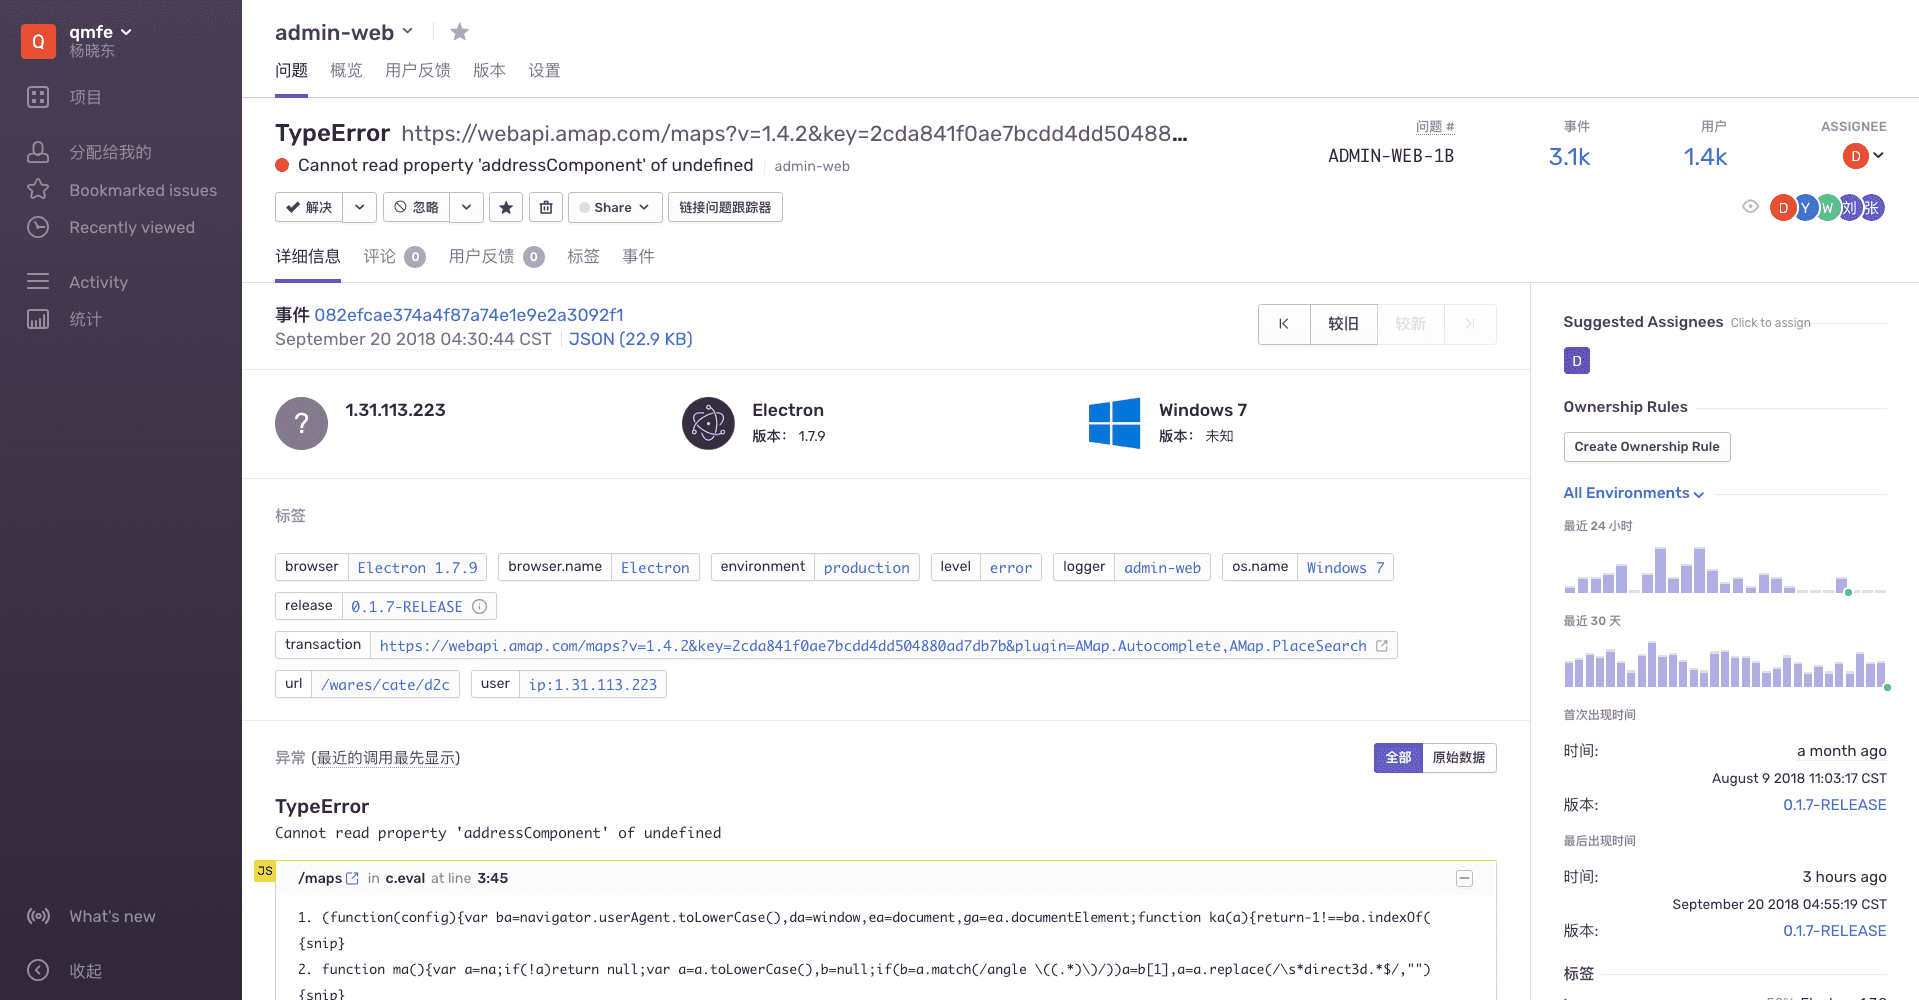 Q
qmfe
杨晓东
项目
分配给我的
Bookmarked issues
Recently viewed
Activity
统计
What's new
收起
admin-web
问题 概览 用户反馈 版本 设置
TypeError https://webapi.amap.com/maps?v=1.4.2&key=2cda841f0ae7bcdd4dd50488...
Cannot read property 'addressComponent' of undefined admin-web
问题 # 事件 用户 ASSIGNEE
ADMIN-WEB-1B 3.1k 1.4k D
解决 忽略 Share 链接问题跟踪器
D Y W 刘 张
详细信息 评论 0 用户反馈 0 标签 事件
事件 082efcae374a4f87a74e1e9e2a3092f1
September 20 2018 04:30:44 CST JSON (22.9 KB)
较旧 较新
? 1.31.113.223
Electron
版本： 1.7.9
Windows 7
版本： 未知
标签
browser Electron 1.7.9 browser.name Electron environment production level error logger admin-web os.name Windows 7
release 0.1.7-RELEASE
transaction https://webapi.amap.com/maps?v=1.4.2&key=2cda841f0ae7bcdd4dd504880ad7db7b&plugin=AMap.Autocomplete,AMap.PlaceSearch
url /wares/cate/d2c user ip:1.31.113.223
异常 (最近的调用最先显示)
全部 原始数据
TypeError
Cannot read property 'addressComponent' of undefined
JS
/maps in c.eval at line 3:45
1. (function(config){var ba=navigator.userAgent.toLowerCase(),da=window,ea=document,ga=ea.documentElement;function ka(a){return-1!==ba.indexOf(
{snip}
2. function ma(){var a=na;if(!a)return null;var a=a.toLowerCase(),b=null;if(b=a.match(/angle \((.*)\)/))a=b[1],a=a.replace(/\s*direct3d.*$/,"")
{snip}
Suggested Assignees Click to assign
D
Ownership Rules
Create Ownership Rule
All Environments
最近 24 小时
最近 30 天
首次出现时间
时间: a month ago
August 9 2018 11:03:17 CST
版本: 0.1.7-RELEASE
最后出现时间
时间: 3 hours ago
September 20 2018 04:55:19 CST
版本: 0.1.7-RELEASE
标签